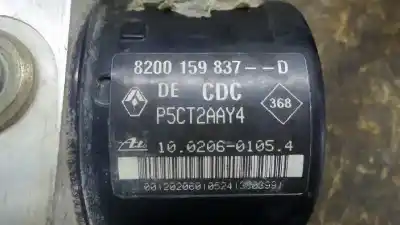 8200 159 837--D
DE CDC
368
P5CT2AAY4
10.0206-0105.4